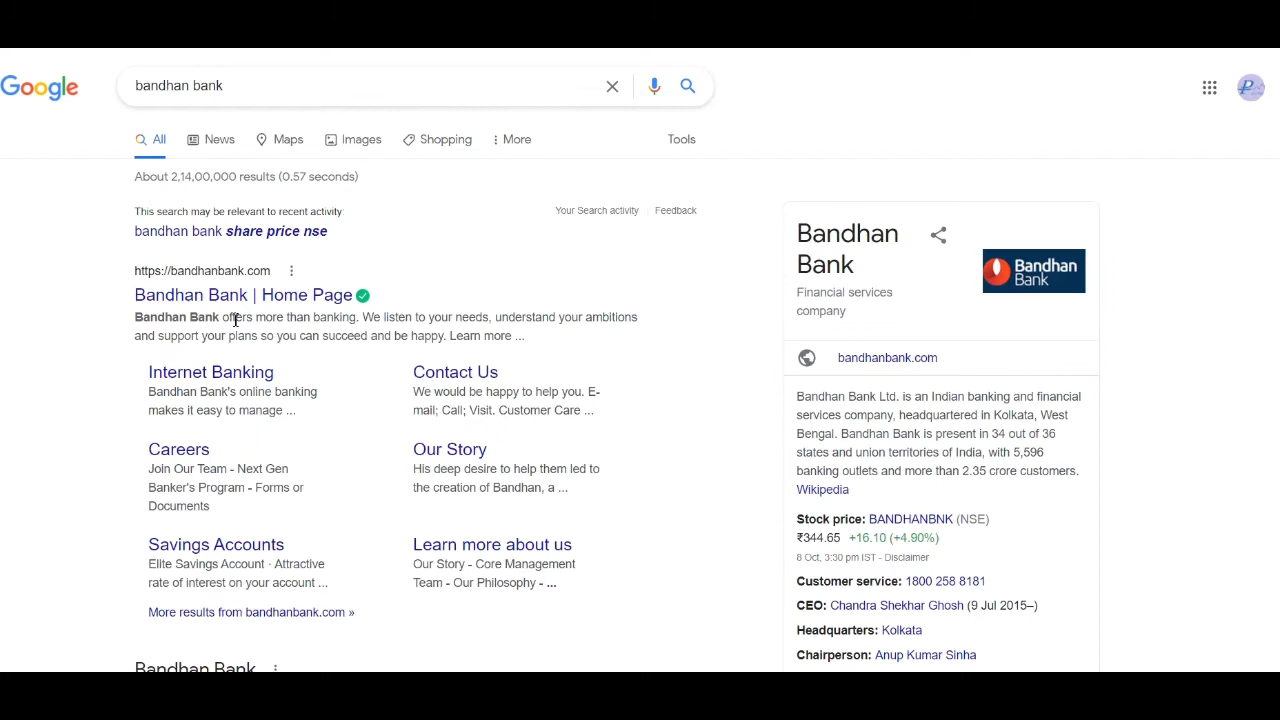 Google
bandhan bank
All
News
Maps
Images
Shopping
More
Tools
About 2,14,00,000 results (0.57 seconds)
This search may be relevant to recent activity:
Your Search activity
Feedback
bandhan bank share price nse
https://bandhanbank.com
Bandhan Bank | Home Page
Bandhan Bank offers more than banking. We listen to your needs, understand your ambitions
and support your plans so you can succeed and be happy. Learn more ...
Internet Banking
Bandhan Bank's online banking
makes it easy to manage ...
Contact Us
We would be happy to help you. E-
mail; Call; Visit. Customer Care ...
Careers
Join Our Team - Next Gen
Banker's Program - Forms or
Documents
Our Story
His deep desire to help them led to
the creation of Bandhan, a ...
Savings Accounts
Elite Savings Account · Attractive
rate of interest on your account ...
Learn more about us
Our Story - Core Management
Team - Our Philosophy - ...
More results from bandhanbank.com »
Bandhan Bank
Bandhan
Bank
Financial services
company
Bandhan
Bank
bandhanbank.com
Bandhan Bank Ltd. is an Indian banking and financial
services company, headquartered in Kolkata, West
Bengal. Bandhan Bank is present in 34 out of 36
states and union territories of India, with 5,596
banking outlets and more than 2.35 crore customers.
Wikipedia
Stock price: BANDHANBNK (NSE)
₹344.65 +16.10 (+4.90%)
8 Oct, 3:30 pm IST - Disclaimer
Customer service: 1800 258 8181
CEO: Chandra Shekhar Ghosh (9 Jul 2015–)
Headquarters: Kolkata
Chairperson: Anup Kumar Sinha